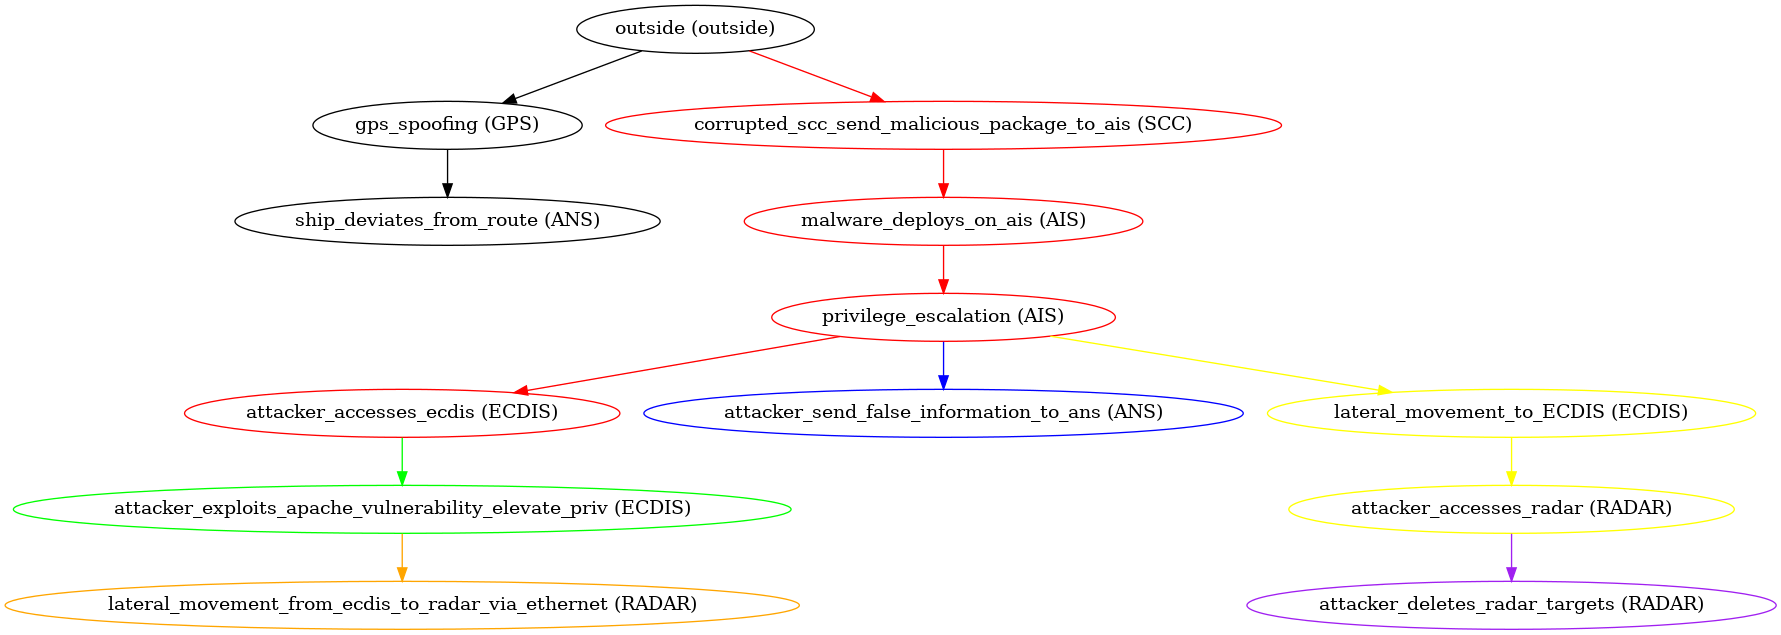 outside (outside)
gps_spoofing (GPS)
corrupted_scc_send_malicious_package_to_ais (SCC)
ship_deviates_from_route (ANS)
malware_deploys_on_ais (AIS)
privilege_escalation (AIS)
attacker_accesses_ecdis (ECDIS)
attacker_send_false_information_to_ans (ANS)
lateral_movement_to_ECDIS (ECDIS)
attacker_exploits_apache_vulnerability_elevate_priv (ECDIS)
attacker_accesses_radar (RADAR)
lateral_movement_from_ecdis_to_radar_via_ethernet (RADAR)
attacker_deletes_radar_targets (RADAR)